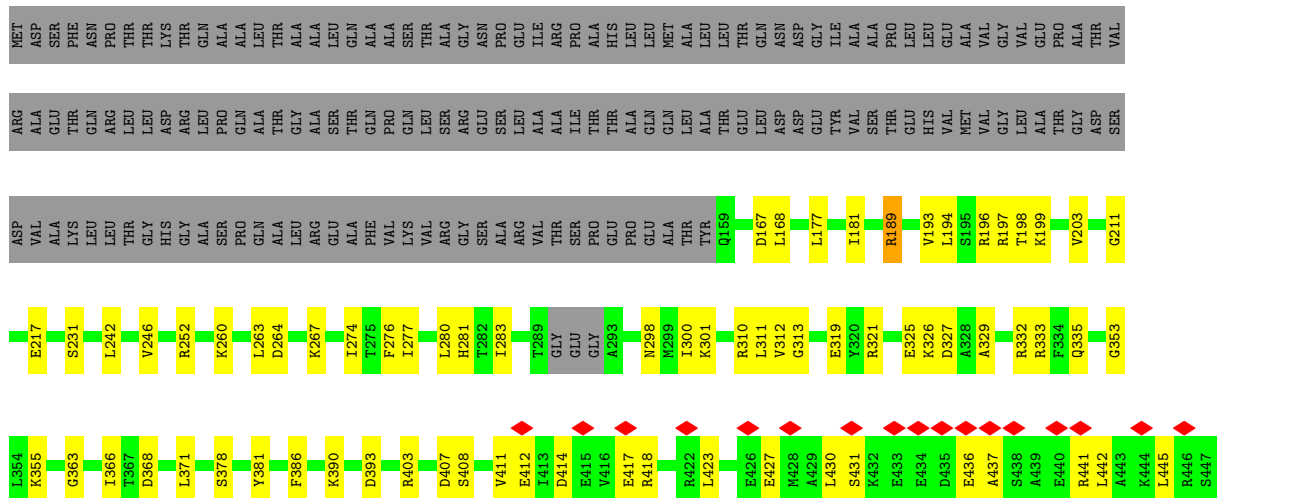 MET ASP SER PHE ASN PRO THR THR LYS THR GLN ALA ALA LEU THR ALA ALA LEU GLN ALA ALA SER THR ALA GLY ASN PRO GLU ILE ARG PRO ALA HIS LEU LEU MET ALA LEU LEU THR GLN ASN ASP GLY ILE ALA ALA PRO LEU LEU GLU ALA VAL GLY VAL GLU PRO ALA THR VAL
ARG ALA GLU THR GLN ARG LEU LEU ASP ARG LEU PRO GLN ALA THR GLY ALA SER THR GLN PRO GLN LEU SER ARG GLU SER LEU ALA ALA ILE THR THR ALA GLN GLN LEU ALA THR GLU LEU ASP ASP GLU TYR VAL SER THR GLU HIS VAL MET VAL GLY LEU ALA THR GLY ASP SER
ASP VAL ALA LYS LEU LEU THR GLY HIS GLY ALA SER PRO GLN ALA LEU ARG GLU ALA PHE VAL LYS VAL ARG GLY SER ALA ARG VAL THR SER PRO GLU PRO GLU ALA THR TYR Q159 D167 L168 L177 I181 R189 V193 L194 S195 R196 R197 T198 K199 V203 G211
E217 S231 L242 V246 R252 K260 L263 D264 K267 I274 T275 F276 I277 L280 H281 T282 I283 T289 GLY GLU GLY A293 N298 M299 I300 K301 R310 L311 V312 G313 E319 Y320 R321 E325 K326 D327 A328 A329 R332 R333 F334 Q335 G353
L354 K355 G363 I366 T367 D368 L371 S378 Y381 F386 K390 D393 R403 D407 S408 V411 E412 I413 D414 E415 V416 E417 R418 R422 L423 E426 E427 M428 A429 L430 S431 K432 E433 E434 D435 E436 A437 S438 A439 E440 R441 L442 A443 K444 L445 R446 S447